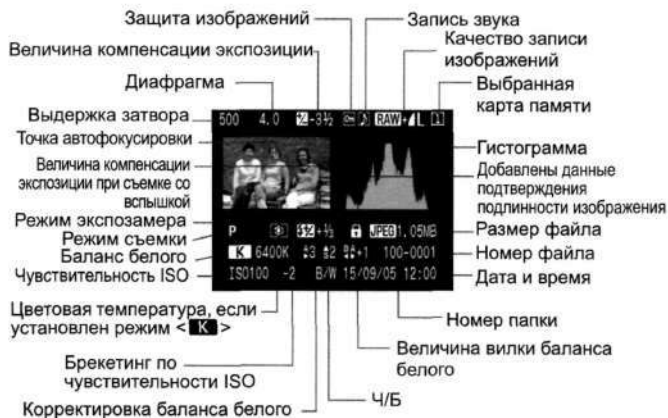 Защита изображений
Запись звука
Величина компенсации экспозиции
Качество записи
изображений
Диафрагма
Выбранная
карта памяти
Выдержка затвора
500 4.0 -3½ RAW+ L 1
Точка автофокусировки
Гистограмма
Величина компенсации
экспозиции при съемке со
вспышкой
Добавлены данные
подтверждения
подлинности изображения
Режим экспозамера
P +½ JPEG 1.05MB
Размер файла
Режим съемки
Баланс белого
K 6400K 3 2 +1 100-0001
Номер файла
Чувствительность ISO
ISO100 -2 B/W 15/09/05 12:00
Дата и время
Цветовая температура, если
установлен режим < K >
Номер папки
Брекетинг по
чувствительности ISO
Величина вилки баланса
белого
Ч/Б
Корректировка баланса белого